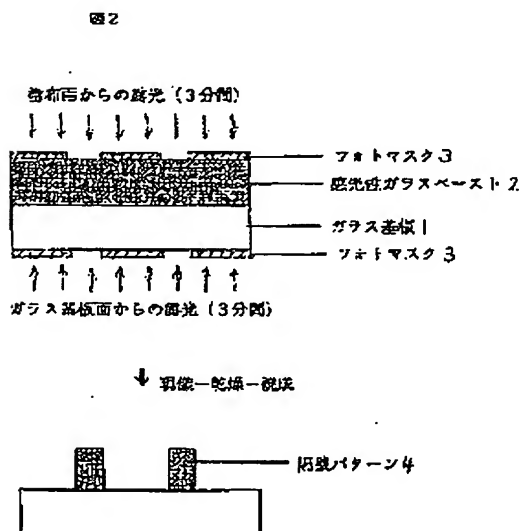 図2
塗布面からの露光(3分間)
フォトマスク3
感光性ガラスペースト2
ガラス基板1
フォトマスク3
ガラス基板面からの露光(3分間)
現像-乾燥-焼成
隔壁パターン4